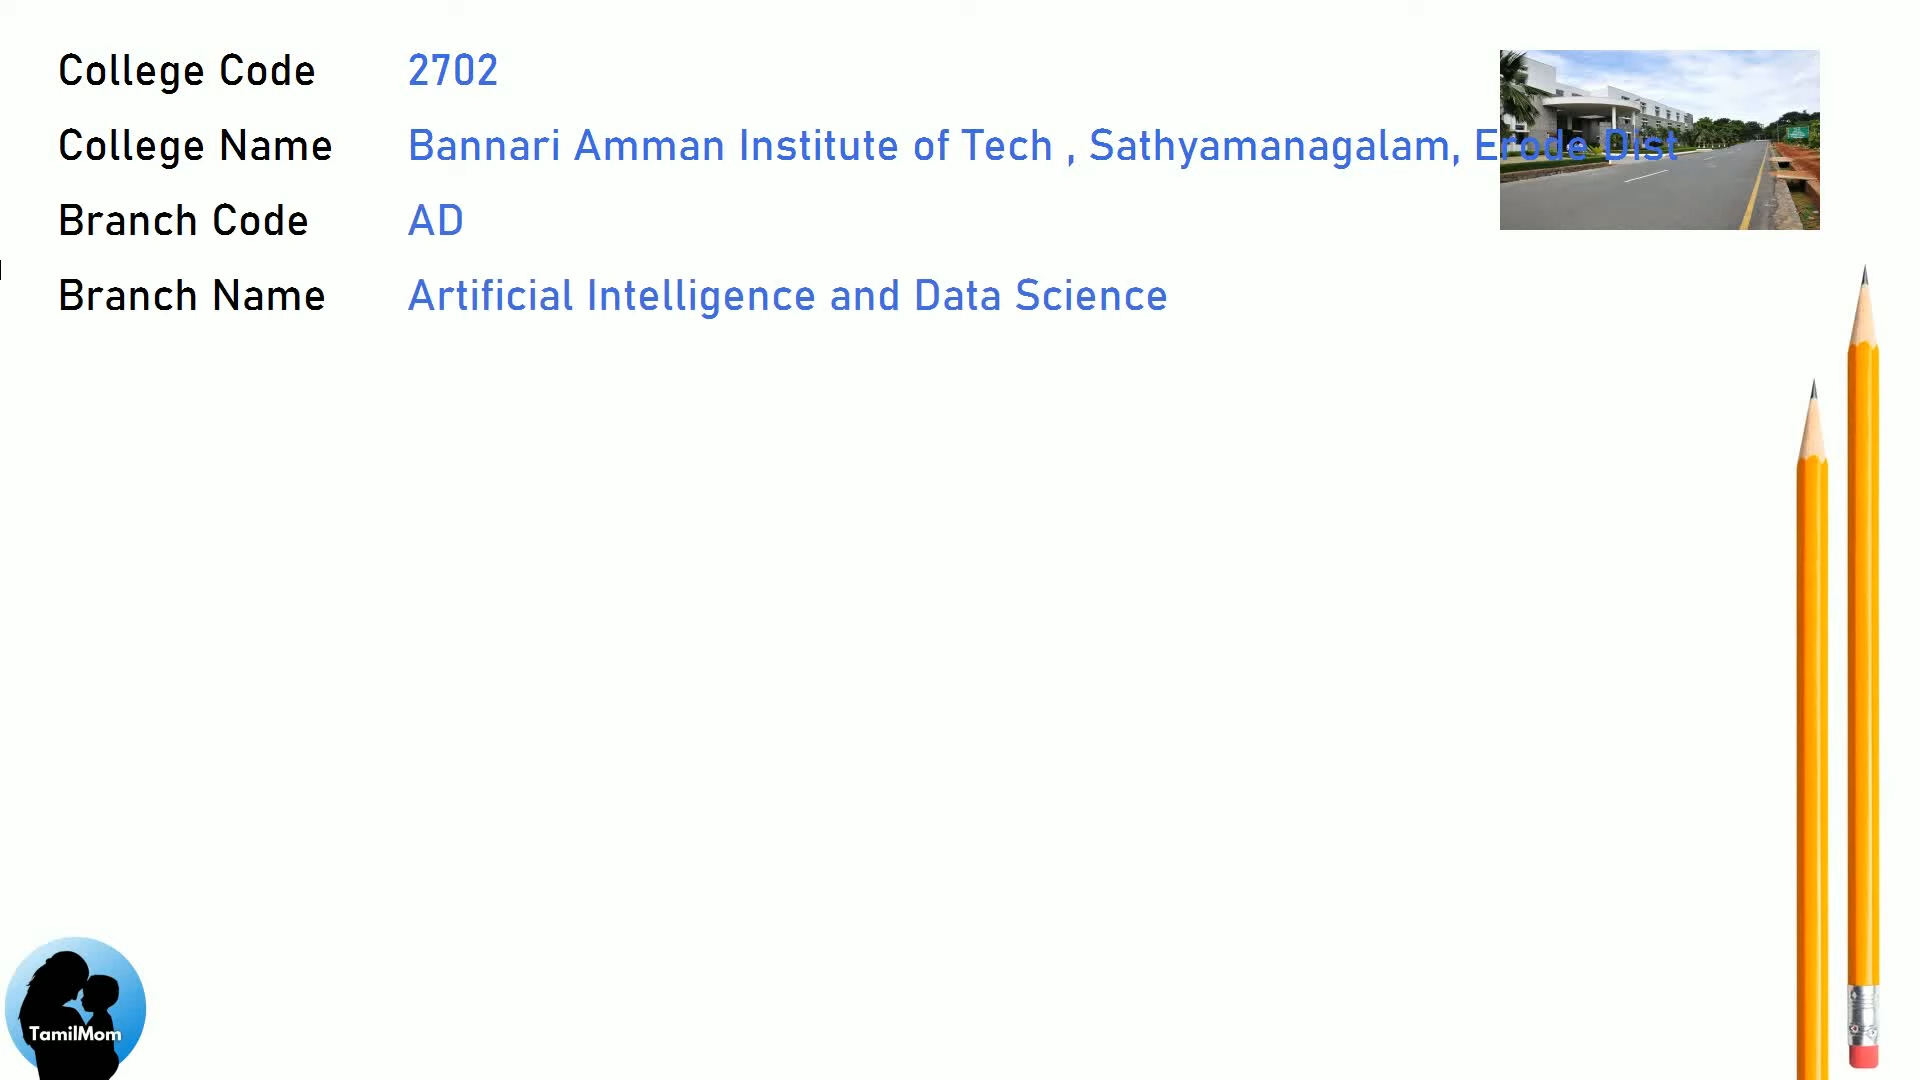 College Code 2702
College Name Bannari Amman Institute of Tech , Sathyamanagalam, Erode Dist
Branch Code AD
Branch Name Artificial Intelligence and Data Science
TamilMom